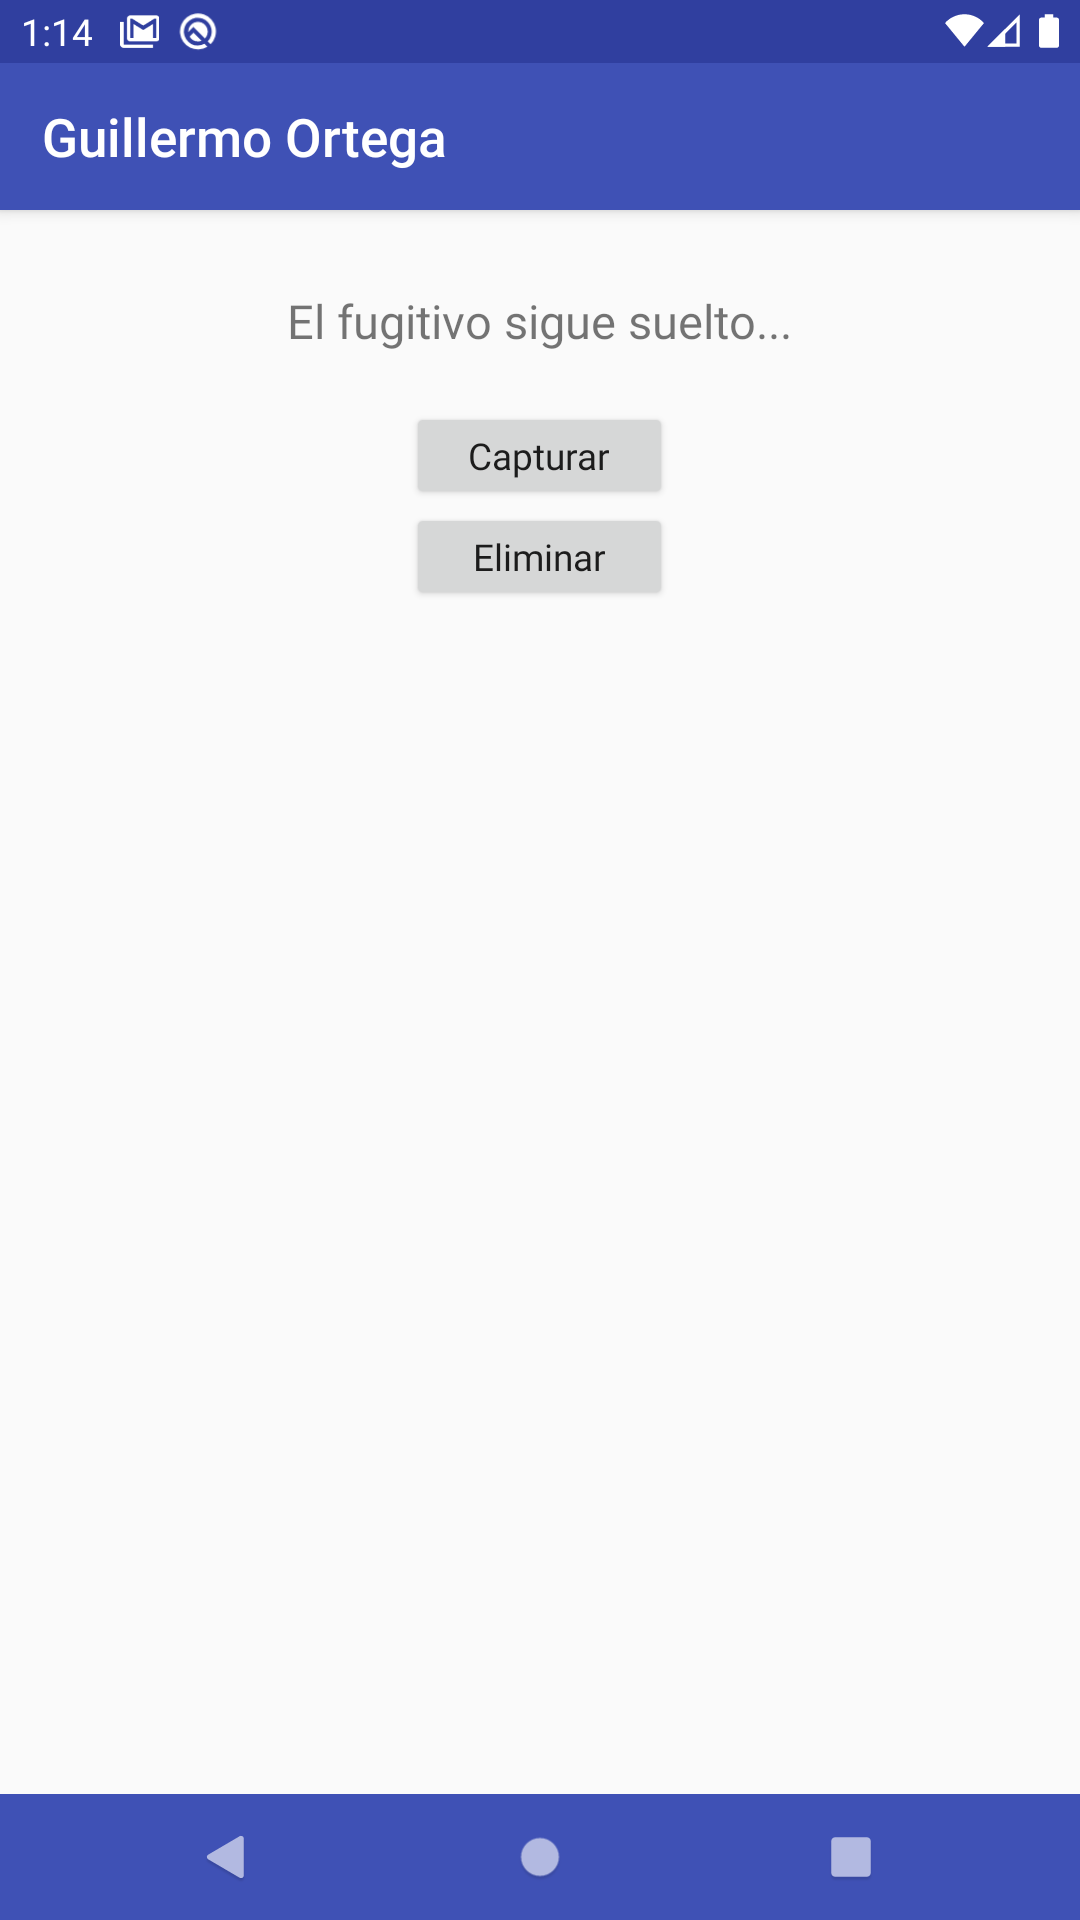 1:14
Guillermo Ortega
El fugitivo sigue suelto...
Capturar
Eliminar